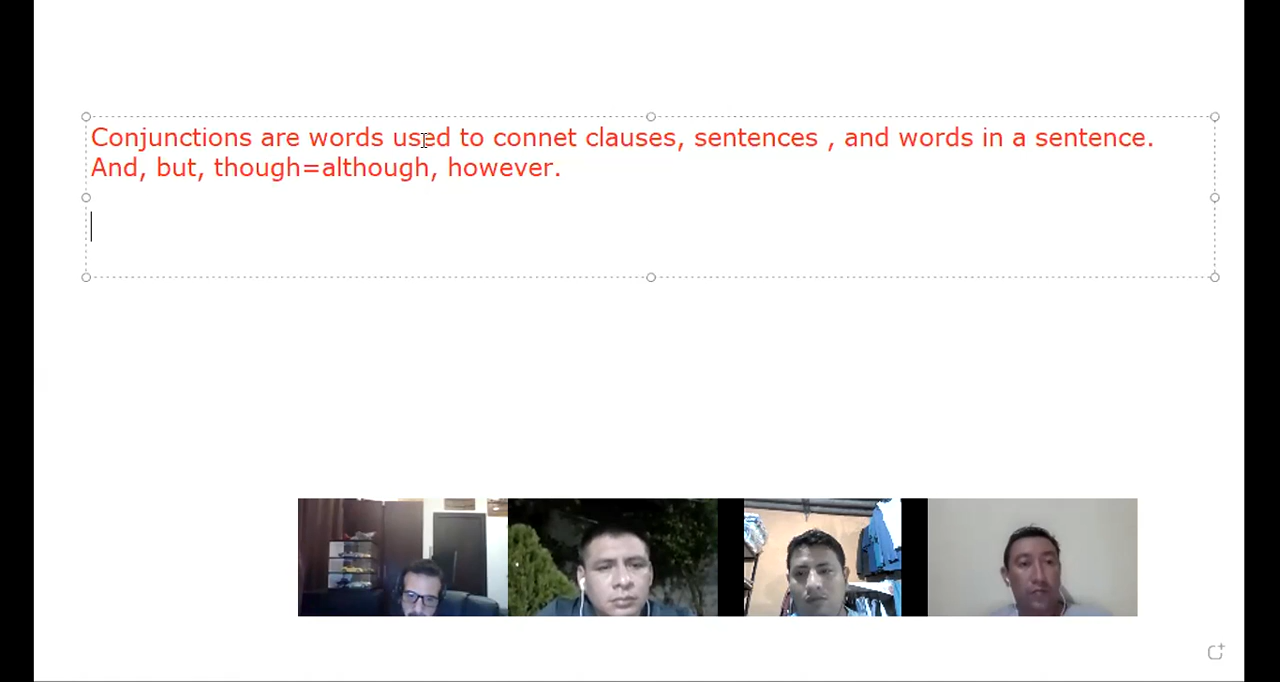 Conjunctions are words used to connet clauses, sentences , and words in a sentence.
And, but, though=although, however.